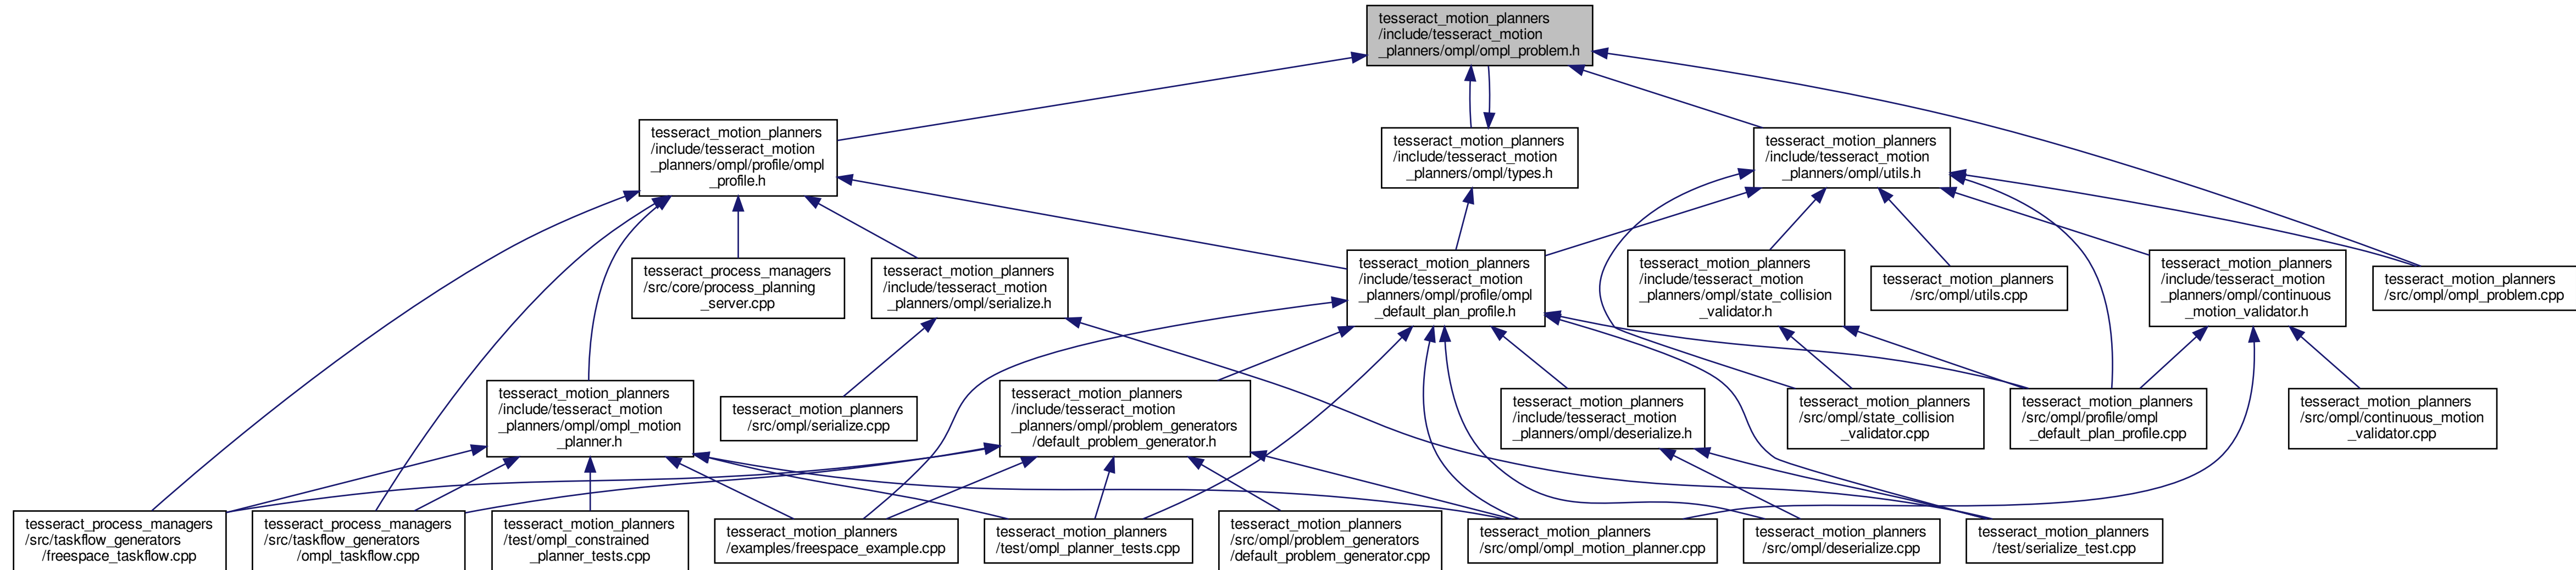 tesseract_motion_planners
/include/tesseract_motion
_planners/ompl/ompl_problem.h
tesseract_motion_planners
/include/tesseract_motion
_planners/ompl/profile/ompl
_profile.h
tesseract_motion_planners
/include/tesseract_motion
_planners/ompl/types.h
tesseract_motion_planners
/include/tesseract_motion
_planners/ompl/utils.h
tesseract_process_managers
/src/core/process_planning
_server.cpp
tesseract_motion_planners
/include/tesseract_motion
_planners/ompl/serialize.h
tesseract_motion_planners
/include/tesseract_motion
_planners/ompl/profile/ompl
_default_plan_profile.h
tesseract_motion_planners
/include/tesseract_motion
_planners/ompl/state_collision
_validator.h
tesseract_motion_planners
/src/ompl/utils.cpp
tesseract_motion_planners
/include/tesseract_motion
_planners/ompl/continuous
_motion_validator.h
tesseract_motion_planners
/src/ompl/ompl_problem.cpp
tesseract_motion_planners
/include/tesseract_motion
_planners/ompl/ompl_motion
_planner.h
tesseract_motion_planners
/src/ompl/serialize.cpp
tesseract_motion_planners
/include/tesseract_motion
_planners/ompl/problem_generators
/default_problem_generator.h
tesseract_motion_planners
/include/tesseract_motion
_planners/ompl/deserialize.h
tesseract_motion_planners
/src/ompl/state_collision
_validator.cpp
tesseract_motion_planners
/src/ompl/profile/ompl
_default_plan_profile.cpp
tesseract_motion_planners
/src/ompl/continuous_motion
_validator.cpp
tesseract_process_managers
/src/taskflow_generators
/freespace_taskflow.cpp
tesseract_process_managers
/src/taskflow_generators
/ompl_taskflow.cpp
tesseract_motion_planners
/test/ompl_constrained
_planner_tests.cpp
tesseract_motion_planners
/examples/freespace_example.cpp
tesseract_motion_planners
/test/ompl_planner_tests.cpp
tesseract_motion_planners
/src/ompl/problem_generators
/default_problem_generator.cpp
tesseract_motion_planners
/src/ompl/ompl_motion_planner.cpp
tesseract_motion_planners
/src/ompl/deserialize.cpp
tesseract_motion_planners
/test/serialize_test.cpp